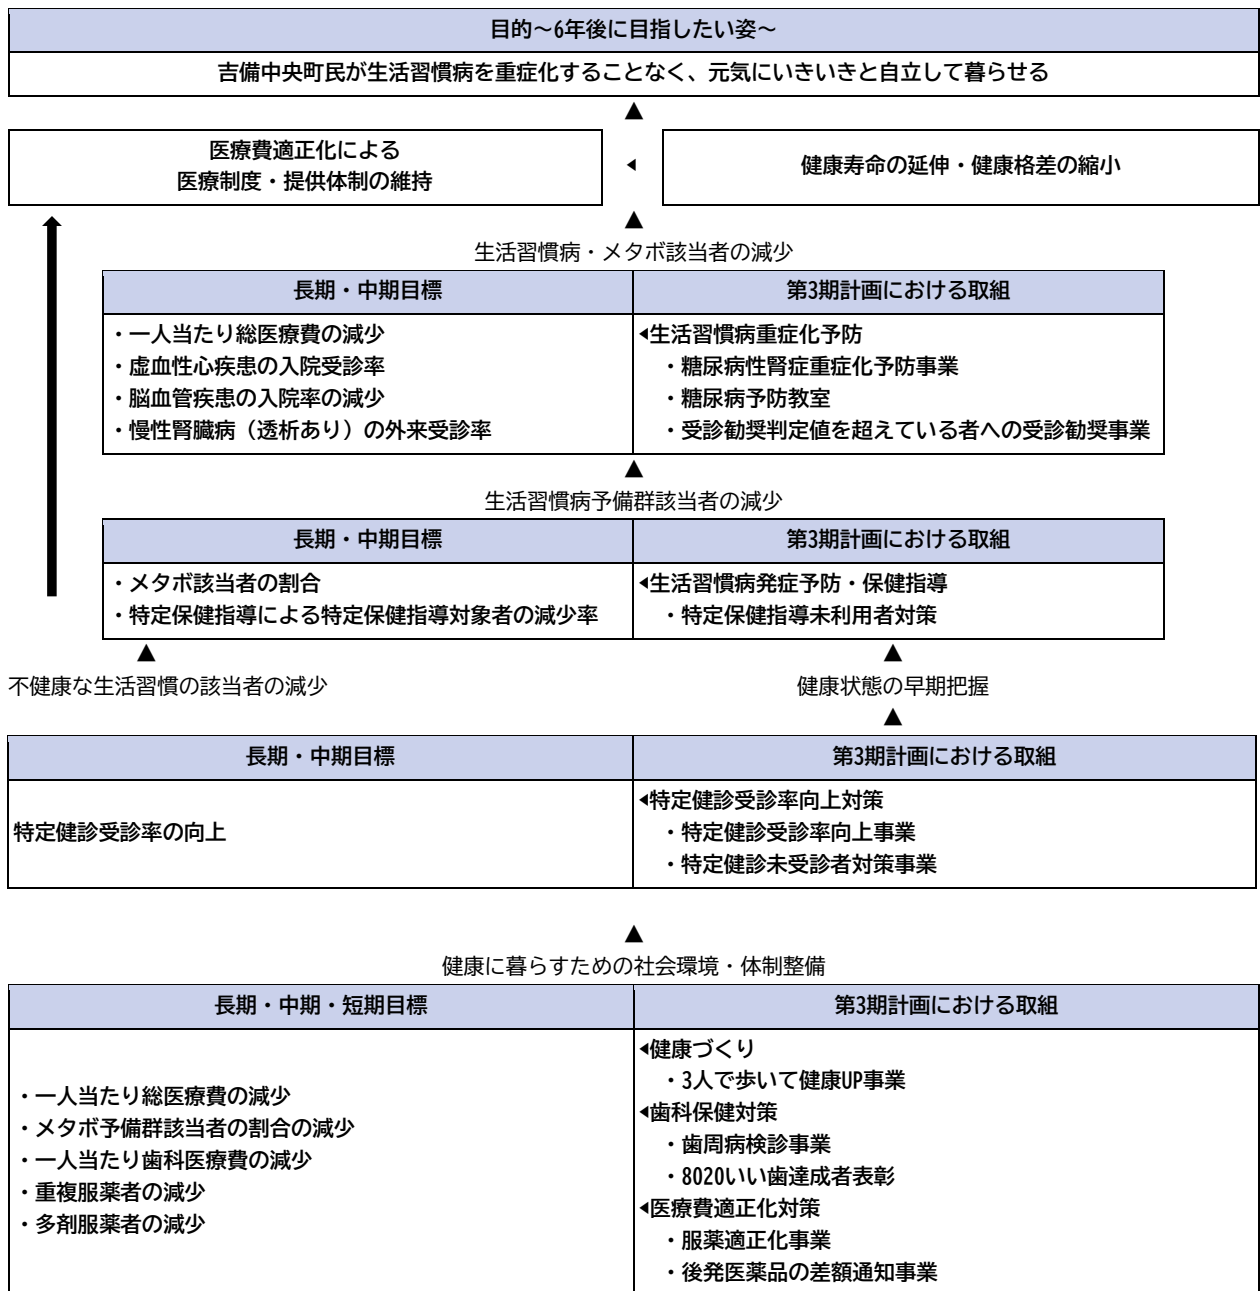 目的～6年後に目指したい姿～
吉備中央町民が生活習慣病を重症化することなく、元気にいきいきと自立して暮らせる
▲
医療費適正化による
医療制度・提供体制の維持
◀
健康寿命の延伸・健康格差の縮小
▲
生活習慣病・メタボ該当者の減少
長期・中期目標
第3期計画における取組
・一人当たり総医療費の減少
・虚血性心疾患の入院受診率
・脳血管疾患の入院率の減少
・慢性腎臓病（透析あり）の外来受診率
◀生活習慣病重症化予防
・糖尿病性腎症重症化予防事業
・糖尿病予防教室
・受診勧奨判定値を超えている者への受診勧奨事業
▲
生活習慣病予備群該当者の減少
長期・中期目標
第3期計画における取組
・メタボ該当者の割合
・特定保健指導による特定保健指導対象者の減少率
◀生活習慣病発症予防・保健指導
・特定保健指導未利用者対策
▲
▲
不健康な生活習慣の該当者の減少
健康状態の早期把握
▲
長期・中期目標
第3期計画における取組
特定健診受診率の向上
◀特定健診受診率向上対策
・特定健診受診率向上事業
・特定健診未受診者対策事業
▲
健康に暮らすための社会環境・体制整備
長期・中期・短期目標
第3期計画における取組
・一人当たり総医療費の減少
・メタボ予備群該当者の割合の減少
・一人当たり歯科医療費の減少
・重複服薬者の減少
・多剤服薬者の減少
◀健康づくり
・3人で歩いて健康UP事業
◀歯科保健対策
・歯周病検診事業
・8020いい歯達成者表彰
◀医療費適正化対策
・服薬適正化事業
・後発医薬品の差額通知事業